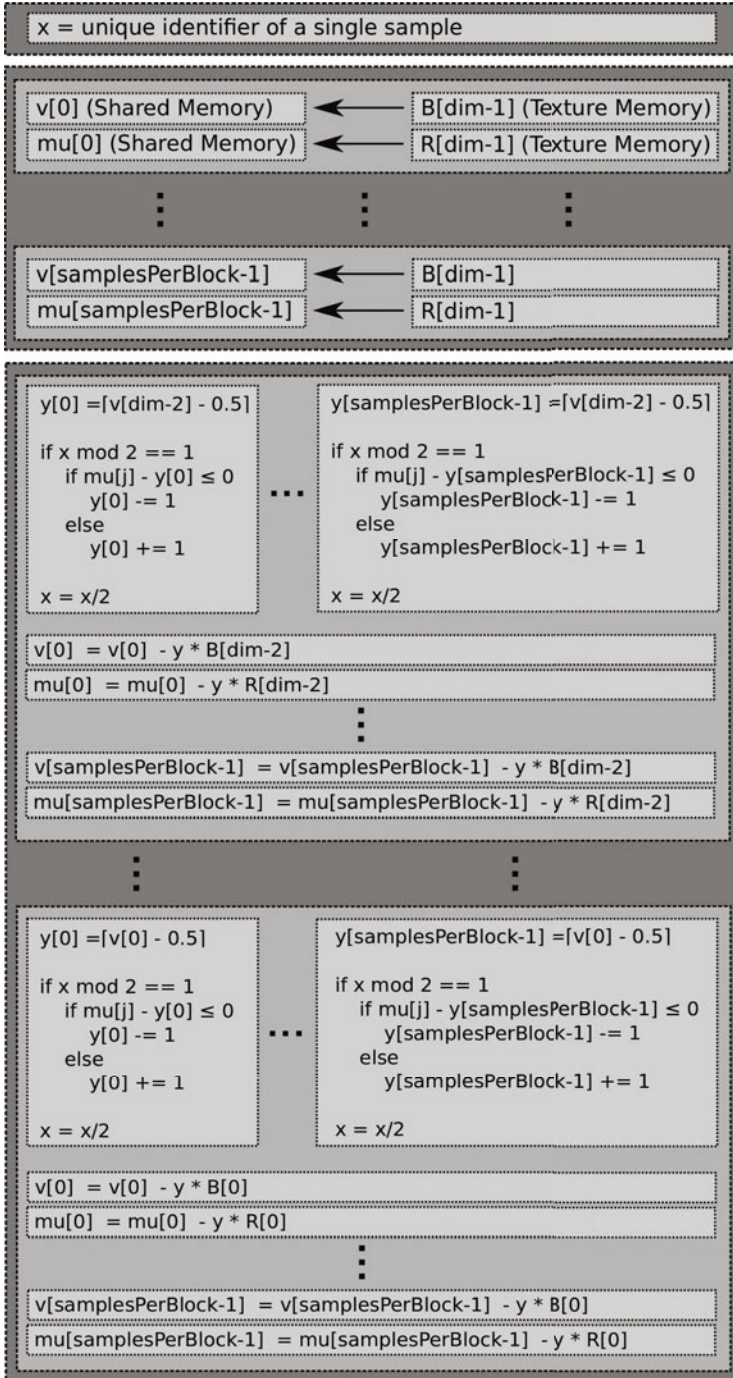 x = unique identifier of a single sample
v[0] (Shared Memory) B[dim-1] (Texture Memory)
mu[0] (Shared Memory) R[dim-1] (Texture Memory)
v[samplesPerBlock-1] B[dim-1]
mu[samplesPerBlock-1] R[dim-1]
y[0] =⌈v[dim-2] - 0.5⌉
if x mod 2 == 1
if mu[j] - y[0] ≤ 0
y[0] -= 1
else
y[0] += 1
x = x/2
...
y[samplesPerBlock-1] =⌈v[dim-2] - 0.5⌉
if x mod 2 == 1
if mu[j] - y[samplesPerBlock-1] ≤ 0
y[samplesPerBlock-1] -= 1
else
y[samplesPerBlock-1] += 1
x = x/2
v[0] = v[0] - y * B[dim-2]
mu[0] = mu[0] - y * R[dim-2]
v[samplesPerBlock-1] = v[samplesPerBlock-1] - y * B[dim-2]
mu[samplesPerBlock-1] = mu[samplesPerBlock-1] - y * R[dim-2]
y[0] =⌈v[0] - 0.5⌉
if x mod 2 == 1
if mu[j] - y[0] ≤ 0
y[0] -= 1
else
y[0] += 1
x = x/2
...
y[samplesPerBlock-1] =⌈v[0] - 0.5⌉
if x mod 2 == 1
if mu[j] - y[samplesPerBlock-1] ≤ 0
y[samplesPerBlock-1] -= 1
else
y[samplesPerBlock-1] += 1
x = x/2
v[0] = v[0] - y * B[0]
mu[0] = mu[0] - y * R[0]
v[samplesPerBlock-1] = v[samplesPerBlock-1] - y * B[0]
mu[samplesPerBlock-1] = mu[samplesPerBlock-1] - y * R[0]